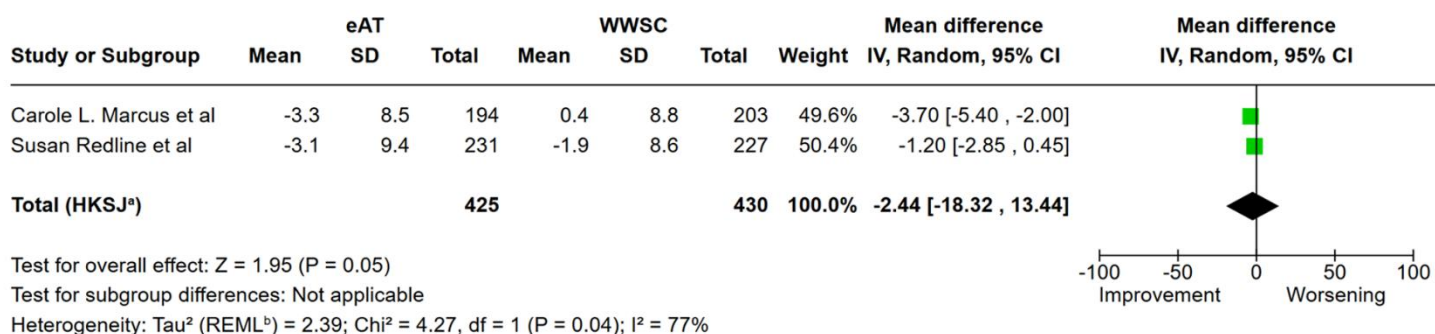 eAT WWSC Mean difference Mean difference
Study or Subgroup Mean SD Total Mean SD Total Weight IV, Random, 95% CI IV, Random, 95% CI
Carole L. Marcus et al -3.3 8.5 194 0.4 8.8 203 49.6% -3.70 [-5.40 , -2.00]
Susan Redline et al -3.1 9.4 231 -1.9 8.6 227 50.4% -1.20 [-2.85 , 0.45]
Total (HKSJᵃ) 425 430 100.0% -2.44 [-18.32 , 13.44]
Test for overall effect: Z = 1.95 (P = 0.05)
-100 -50 0 50 100
Test for subgroup differences: Not applicable
Improvement Worsening
Heterogeneity: Tau² (REMLᵇ) = 2.39; Chi² = 4.27, df = 1 (P = 0.04); I² = 77%